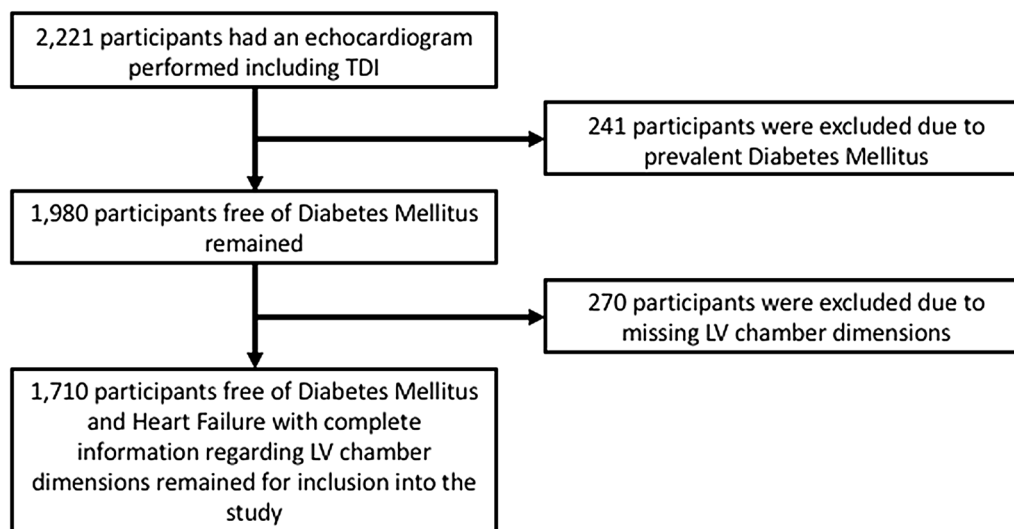 2,221 participants had an echocardiogram
performed including TDI
241 participants were excluded due to
prevalent Diabetes Mellitus
1,980 participants free of Diabetes Mellitus
remained
270 participants were excluded due to
missing LV chamber dimensions
1,710 participants free of Diabetes Mellitus
and Heart Failure with complete
information regarding LV chamber
dimensions remained for inclusion into the
study